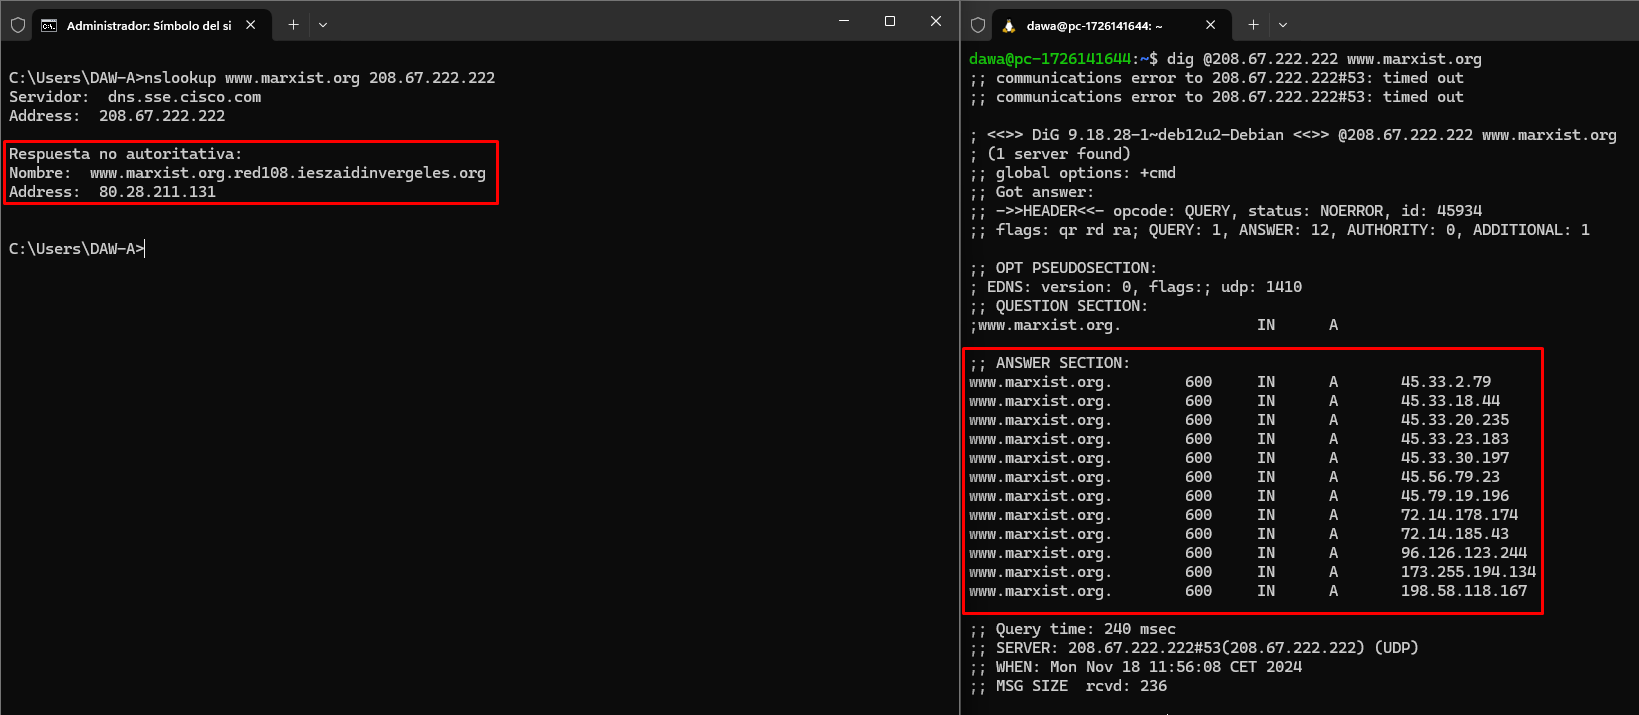 Administrador: Símbolo del si
C:\Users\DAW-A>nslookup www.marxist.org 208.67.222.222
Servidor:  dns.sse.cisco.com
Address:  208.67.222.222
Respuesta no autoritativa:
Nombre:  www.marxist.org.red108.ieszaidinvergeles.org
Address:  80.28.211.131
C:\Users\DAW-A>
dawa@pc-1726141644: ~
dawa@pc-1726141644:~$ dig @208.67.222.222 www.marxist.org
;; communications error to 208.67.222.222#53: timed out
;; communications error to 208.67.222.222#53: timed out
; <<>> DiG 9.18.28-1~deb12u2-Debian <<>> @208.67.222.222 www.marxist.org
; (1 server found)
;; global options: +cmd
;; Got answer:
;; ->>HEADER<<- opcode: QUERY, status: NOERROR, id: 45934
;; flags: qr rd ra; QUERY: 1, ANSWER: 12, AUTHORITY: 0, ADDITIONAL: 1
;; OPT PSEUDOSECTION:
; EDNS: version: 0, flags:; udp: 1410
;; QUESTION SECTION:
;www.marxist.org.               IN      A
;; ANSWER SECTION:
www.marxist.org.        600     IN      A       45.33.2.79
www.marxist.org.        600     IN      A       45.33.18.44
www.marxist.org.        600     IN      A       45.33.20.235
www.marxist.org.        600     IN      A       45.33.23.183
www.marxist.org.        600     IN      A       45.33.30.197
www.marxist.org.        600     IN      A       45.56.79.23
www.marxist.org.        600     IN      A       45.79.19.196
www.marxist.org.        600     IN      A       72.14.178.174
www.marxist.org.        600     IN      A       72.14.185.43
www.marxist.org.        600     IN      A       96.126.123.244
www.marxist.org.        600     IN      A       173.255.194.134
www.marxist.org.        600     IN      A       198.58.118.167
;; Query time: 240 msec
;; SERVER: 208.67.222.222#53(208.67.222.222) (UDP)
;; WHEN: Mon Nov 18 11:56:08 CET 2024
;; MSG SIZE  rcvd: 236